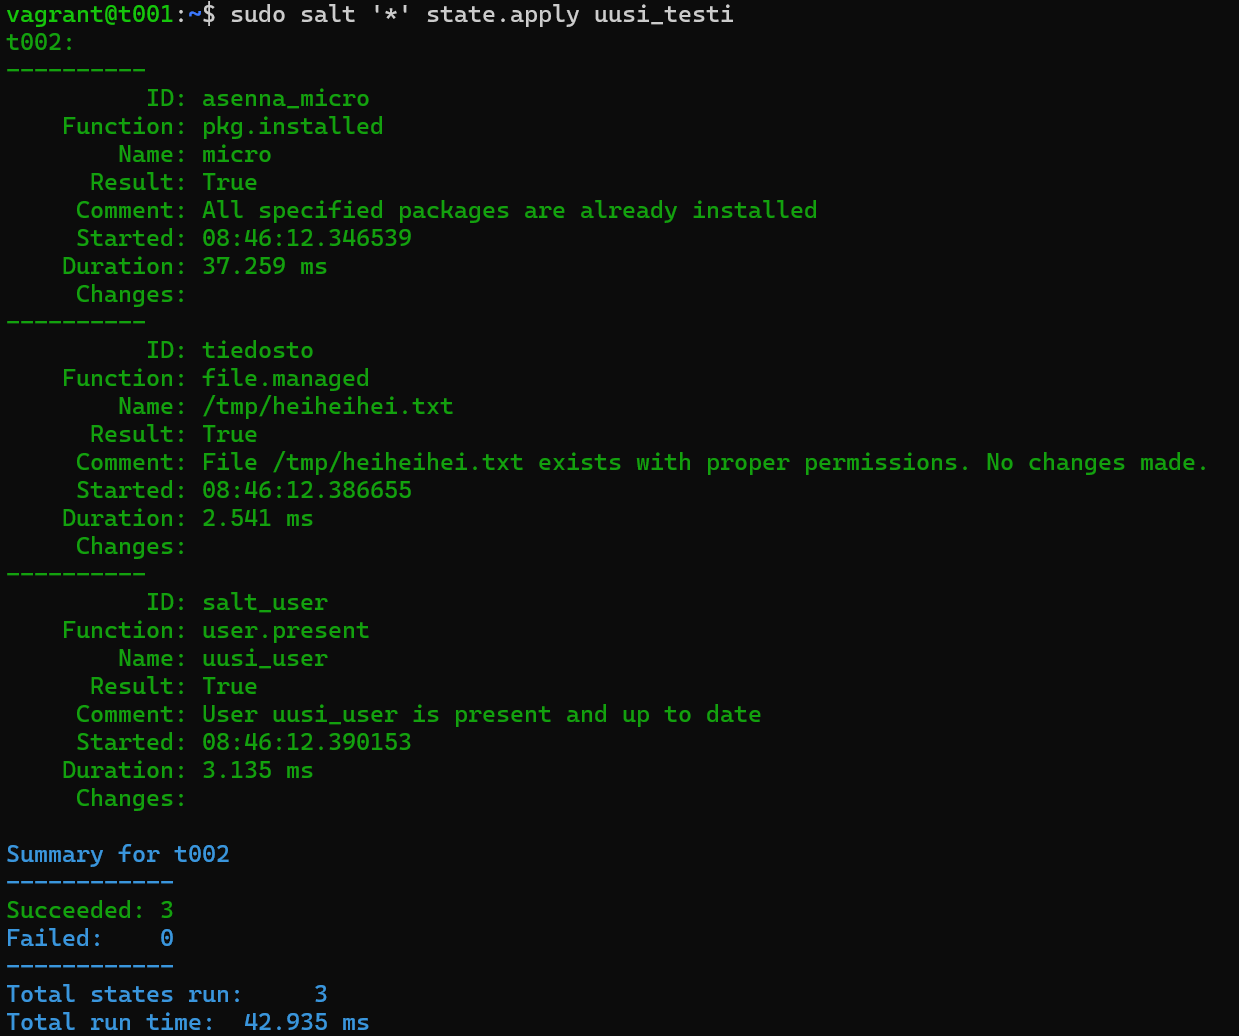 vagrant@t001:~$ sudo salt '*' state.apply uusi_testi
t002:
----------
          ID: asenna_micro
    Function: pkg.installed
        Name: micro
      Result: True
     Comment: All specified packages are already installed
     Started: 08:46:12.346539
    Duration: 37.259 ms
     Changes:
----------
          ID: tiedosto
    Function: file.managed
        Name: /tmp/heiheihei.txt
      Result: True
     Comment: File /tmp/heiheihei.txt exists with proper permissions. No changes made.
     Started: 08:46:12.386655
    Duration: 2.541 ms
     Changes:
----------
          ID: salt_user
    Function: user.present
        Name: uusi_user
      Result: True
     Comment: User uusi_user is present and up to date
     Started: 08:46:12.390153
    Duration: 3.135 ms
     Changes:

Summary for t002
------------
Succeeded: 3
Failed:    0
------------
Total states run:     3
Total run time:  42.935 ms